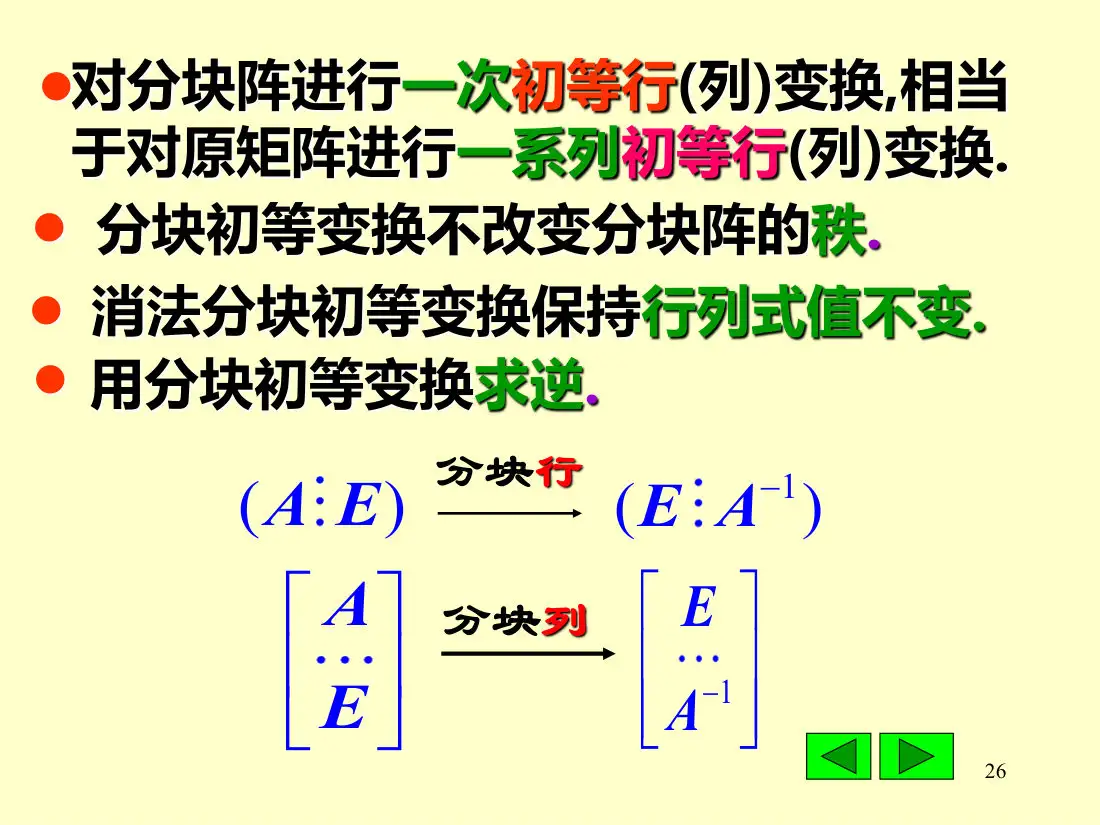 ●对分块阵进行一次初等行(列)变换,相当
于对原矩阵进行一系列初等行(列)变换.
● 分块初等变换不改变分块阵的秩.
● 消法分块初等变换保持行列式值不变.
● 用分块初等变换求逆.
分块行
(A⋮E) → (E⋮A⁻¹)
分块列
[A ⋯ E] → [E ⋯ A⁻¹]
26